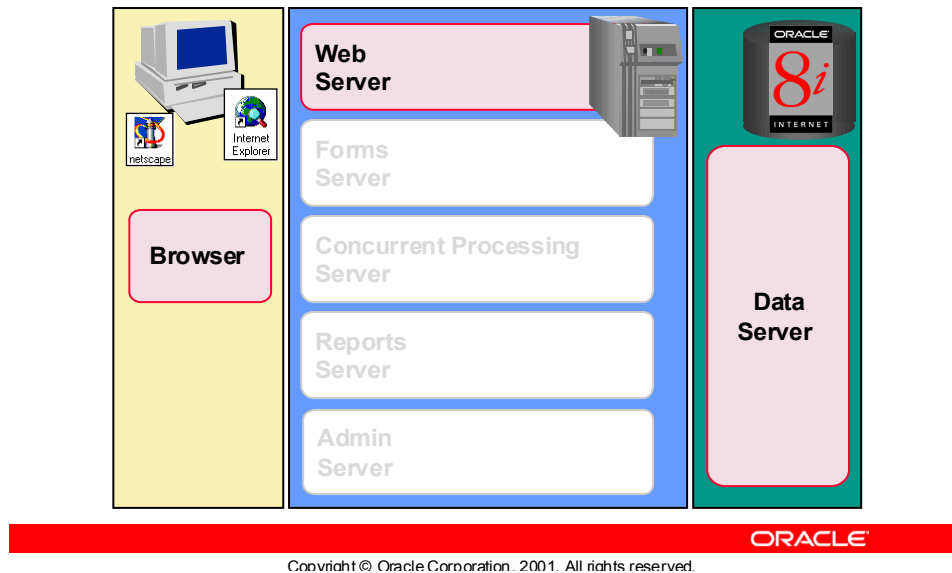 netscape
Internet
Explorer
Browser
Web
Server
Forms
Server
Concurrent Processing
Server
Reports
Server
Admin
Server
ORACLE
8i
INTERNET
Data
Server
ORACLE
Copyright © Oracle Corporation, 2001. All rights reserved.